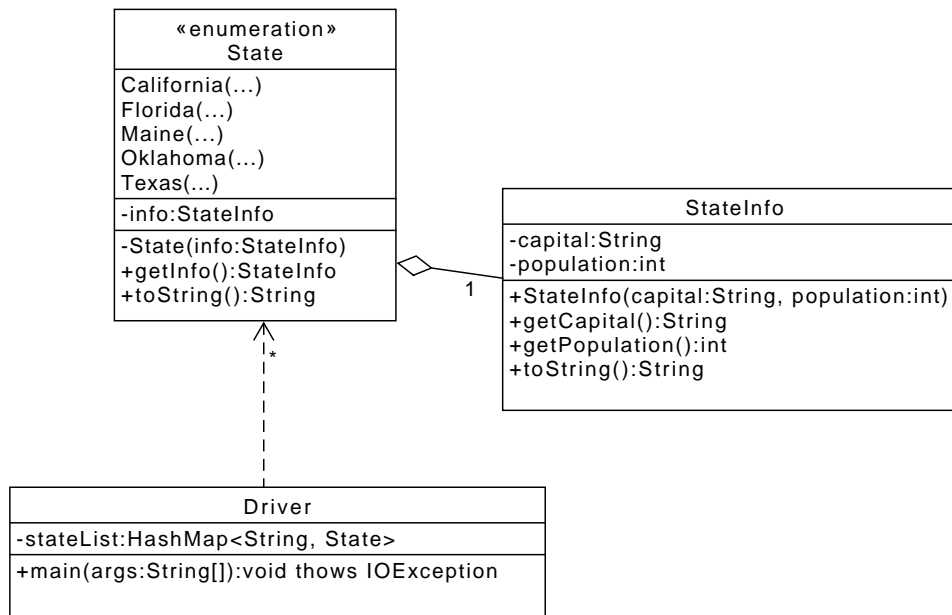 «enumeration»
State
California(...)
Florida(...)
Maine(...)
Oklahoma(...)
Texas(...)
-info:StateInfo
-State(info:StateInfo)
+getInfo():StateInfo
+toString():String
1
StateInfo
-capital:String
-population:int
+StateInfo(capital:String, population:int)
+getCapital():String
+getPopulation():int
+toString():String
*
Driver
-stateList:HashMap<String, State>
+main(args:String[]):void thows IOException